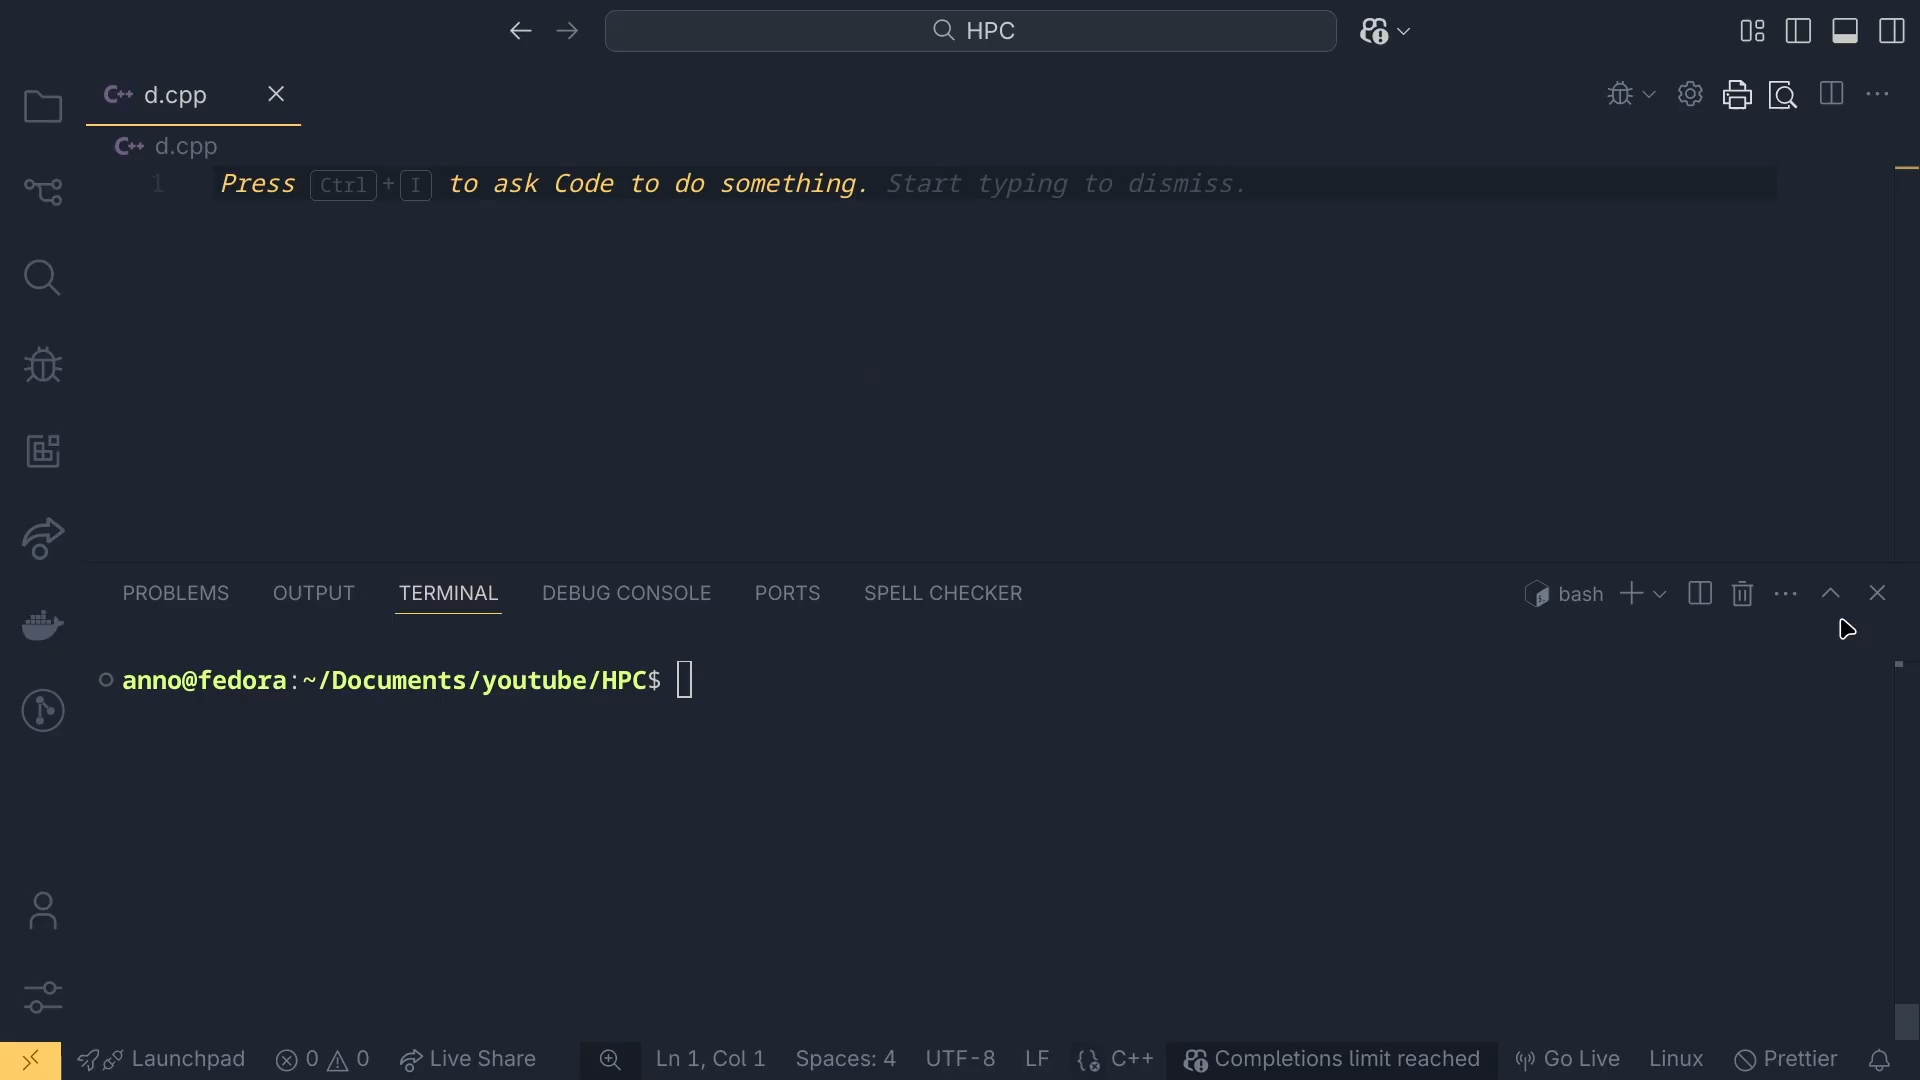 HPC
C++ d.cpp
C++ d.cpp
1 Press Ctrl + I to ask Code to do something. Start typing to dismiss.
PROBLEMS OUTPUT TERMINAL DEBUG CONSOLE PORTS SPELL CHECKER bash
anno@fedora:~/Documents/youtube/HPC$
Launchpad 0 0 Live Share Ln 1, Col 1 Spaces: 4 UTF-8 LF {} C++ Completions limit reached Go Live Linux Prettier